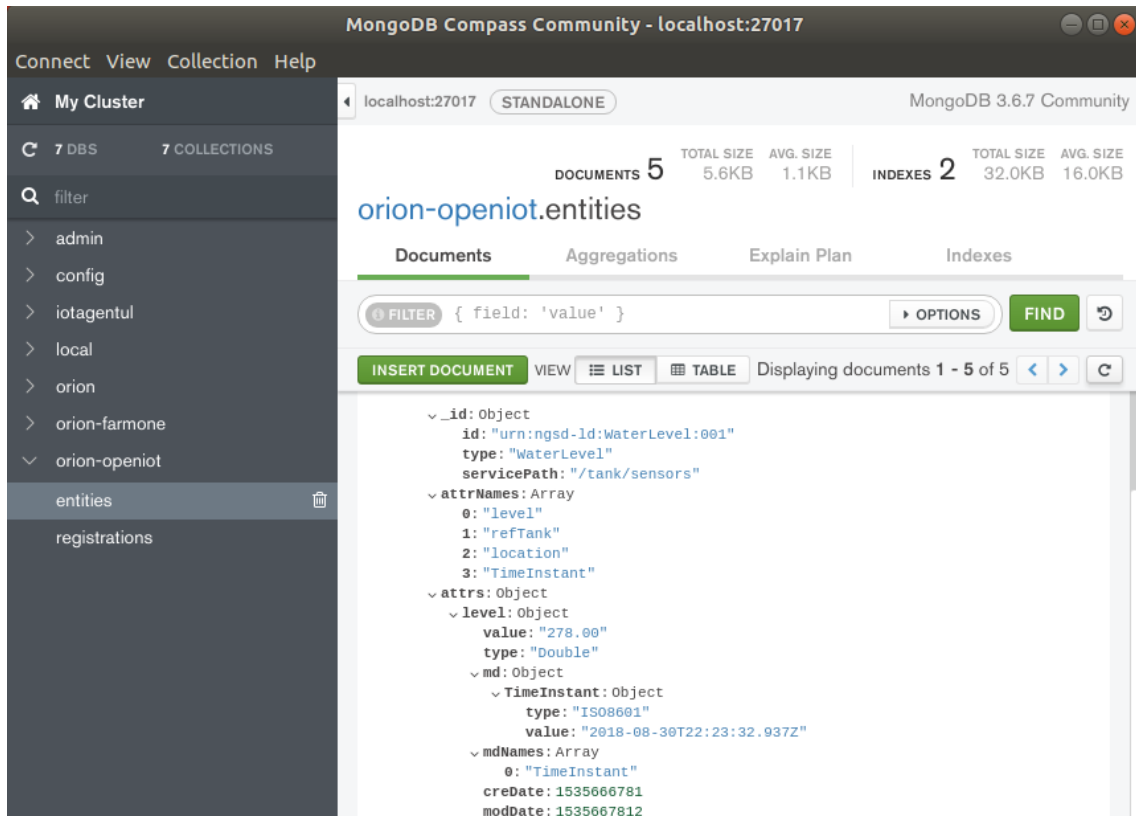 MongoDB Compass Community - localhost:27017
Connect View Collection Help
My Cluster
7 DBS 7 COLLECTIONS
filter
admin
config
iotagentul
local
orion
orion-farmone
orion-openiot
entities
registrations
localhost:27017 STANDALONE MongoDB 3.6.7 Community
DOCUMENTS 5 TOTAL SIZE 5.6KB AVG. SIZE 1.1KB INDEXES 2 TOTAL SIZE 32.0KB AVG. SIZE 16.0KB
orion-openiot.entities
Documents Aggregations Explain Plan Indexes
FILTER { field: 'value' } OPTIONS FIND
INSERT DOCUMENT VIEW LIST TABLE Displaying documents 1 - 5 of 5
_id: Object
id: "urn:ngsd-ld:WaterLevel:001"
type: "WaterLevel"
servicePath: "/tank/sensors"
attrNames: Array
0: "level"
1: "refTank"
2: "location"
3: "TimeInstant"
attrs: Object
level: Object
value: "278.00"
type: "Double"
md: Object
TimeInstant: Object
type: "ISO8601"
value: "2018-08-30T22:23:32.937Z"
mdNames: Array
0: "TimeInstant"
creDate: 1535666781
modDate: 1535667812